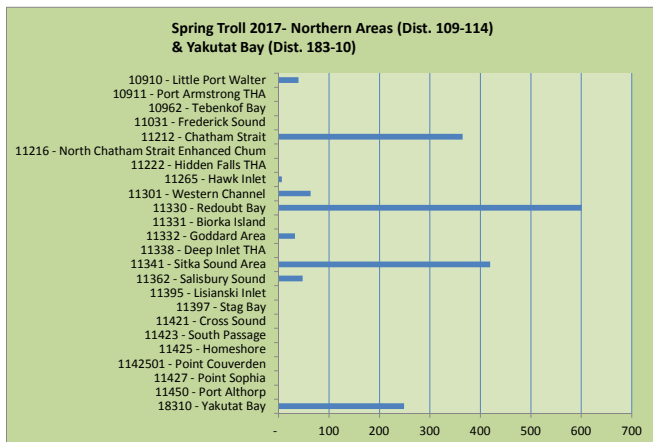 Spring Troll 2017- Northern Areas (Dist. 109-114)
& Yakutat Bay (Dist. 183-10)
10910 - Little Port Walter
10911 - Port Armstrong THA
10962 - Tebenkof Bay
11031 - Frederick Sound
11212 - Chatham Strait
11216 - North Chatham Strait Enhanced Chum
11222 - Hidden Falls THA
11265 - Hawk Inlet
11301 - Western Channel
11330 - Redoubt Bay
11331 - Biorka Island
11332 - Goddard Area
11338 - Deep Inlet THA
11341 - Sitka Sound Area
11362 - Salisbury Sound
11395 - Lisianski Inlet
11397 - Stag Bay
11421 - Cross Sound
11423 - South Passage
11425 - Homeshore
1142501 - Point Couverden
11427 - Point Sophia
11450 - Port Althorp
18310 - Yakutat Bay
- 100 200 300 400 500 600 700